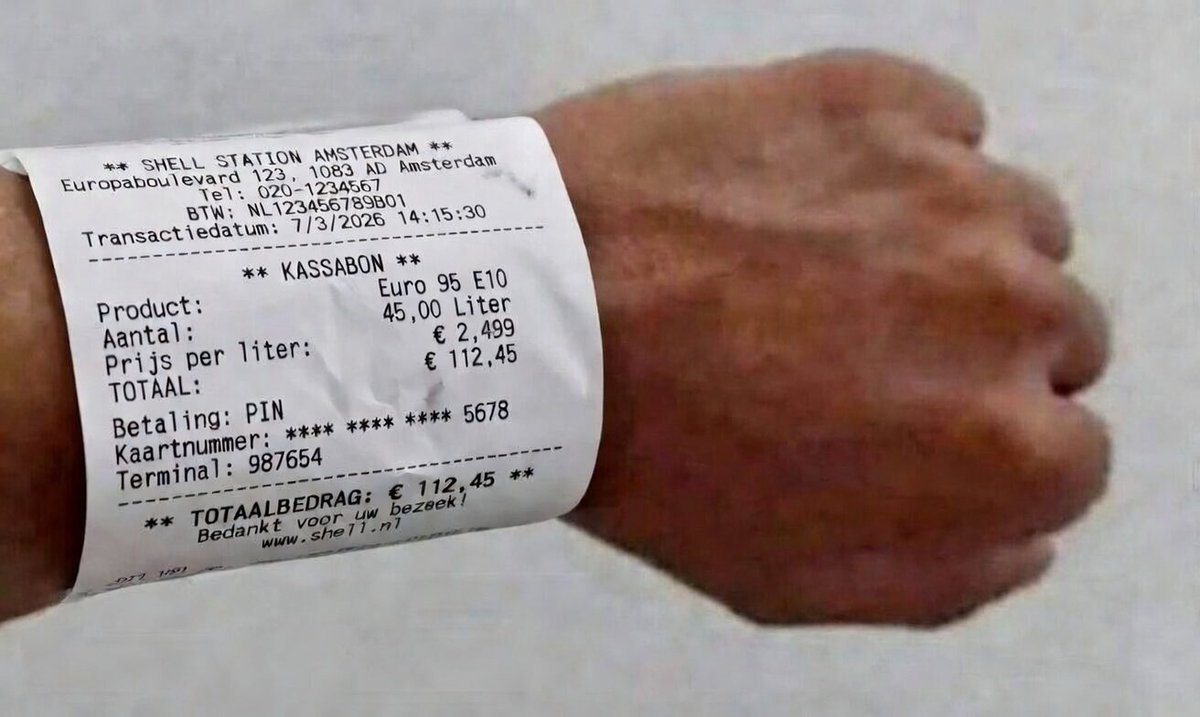 ** SHELL STATION AMSTERDAM **
Europaboulevard 123, 1083 AD Amsterdam
Tel: 020-1234567
BTW: NL123456789B01
Transactiedatum: 7/3/2026 14:15:30
** KASSABON **
Product: Euro 95 E10
Aantal: 45,00 Liter
Prijs per liter: € 2,499
TOTAAL: € 112,45
Betaling: PIN
Kaartnummer: **** **** **** 5678
Terminal: 987654
** TOTAALBEDRAG: € 112,45 **
Bedankt voor uw bezoek!
www.shell.nl